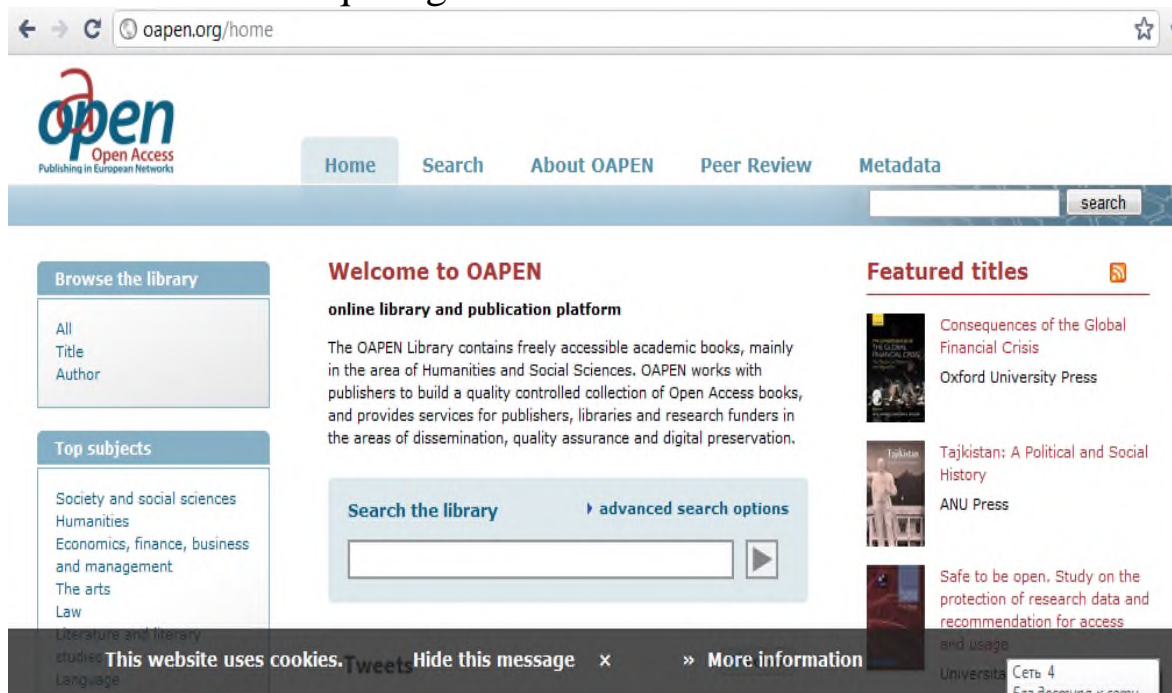 oapen.org/home
oapen
Open Access
Publishing in European Networks
Home Search About OAPEN Peer Review Metadata
search
Browse the library
All
Title
Author
Top subjects
Society and social sciences
Humanities
Economics, finance, business
and management
The arts
Law
Literature and literary
studies
Language
Welcome to OAPEN
online library and publication platform
The OAPEN Library contains freely accessible academic books, mainly
in the area of Humanities and Social Sciences. OAPEN works with
publishers to build a quality controlled collection of Open Access books,
and provides services for publishers, libraries and research funders in
the areas of dissemination, quality assurance and digital preservation.
Search the library advanced search options
Tweets
Featured titles
Consequences of the Global
Financial Crisis
Oxford University Press
Tajikistan
Tajkistan: A Political and Social
History
ANU Press
Safe to be open. Study on the
protection of research data and
recommendation for access
and usage
This website uses cookies. Hide this message x » More information
Сеть 4